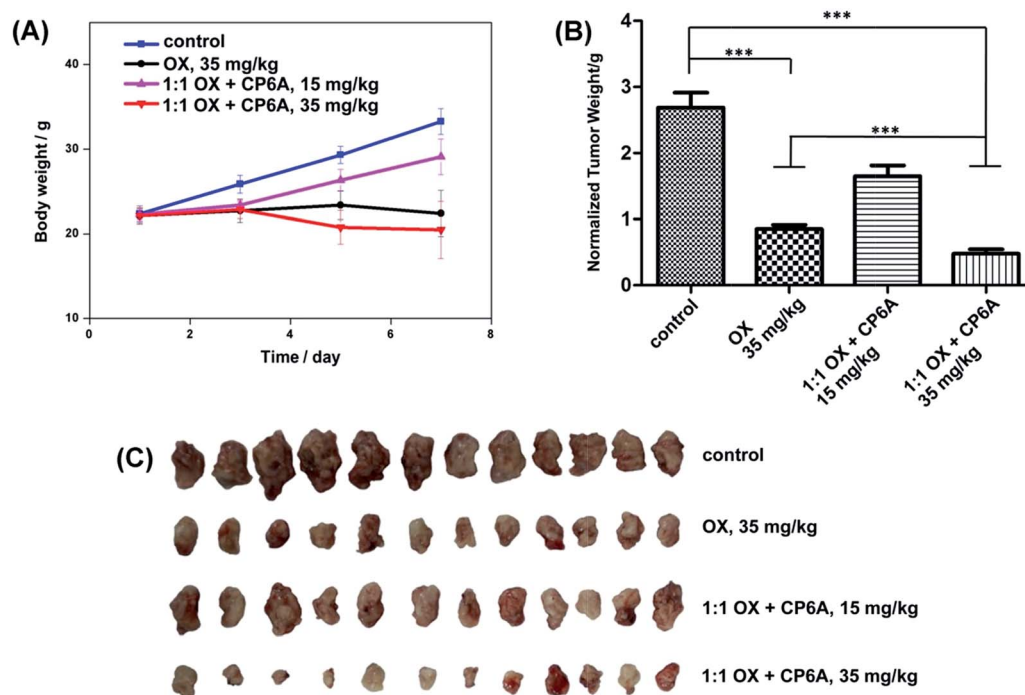 (A)
control
OX, 35 mg/kg
1:1 OX + CP6A, 15 mg/kg
1:1 OX + CP6A, 35 mg/kg
Body weight / g
40
30
20
10
0
2
4
6
8
Time / day
(B)
***
***
***
Normalized Tumor Weight/g
4
3
2
1
0
control
OX
35 mg/kg
1:1 OX + CP6A
15 mg/kg
1:1 OX + CP6A
35 mg/kg
(C)
control
OX, 35 mg/kg
1:1 OX + CP6A, 15 mg/kg
1:1 OX + CP6A, 35 mg/kg